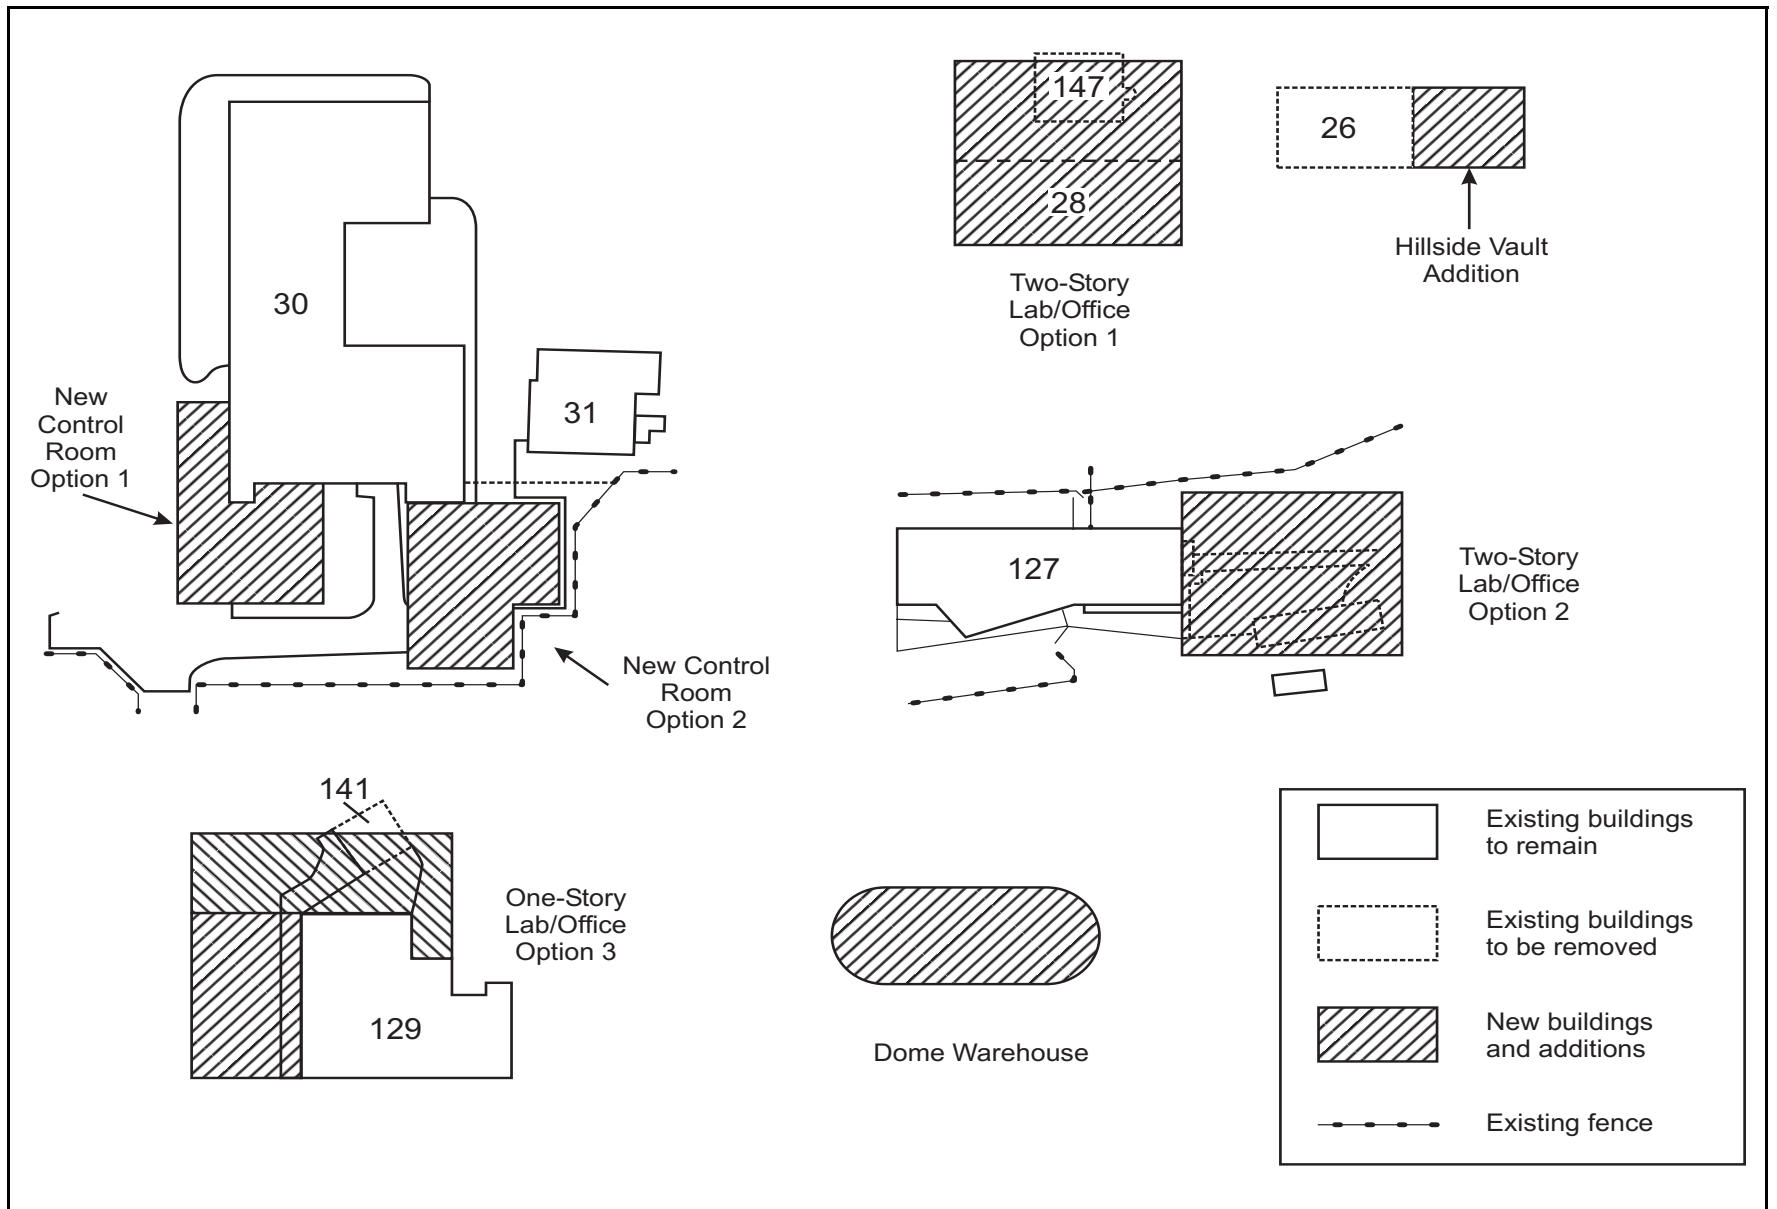 30
31
New
Control
Room
Option 1
New Control
Room
Option 2
147
28
Two-Story
Lab/Office
Option 1
26
Hillside Vault
Addition
127
Two-Story
Lab/Office
Option 2
141
129
One-Story
Lab/Office
Option 3
Dome Warehouse
Existing buildings
to remain
Existing buildings
to be removed
New buildings
and additions
Existing fence